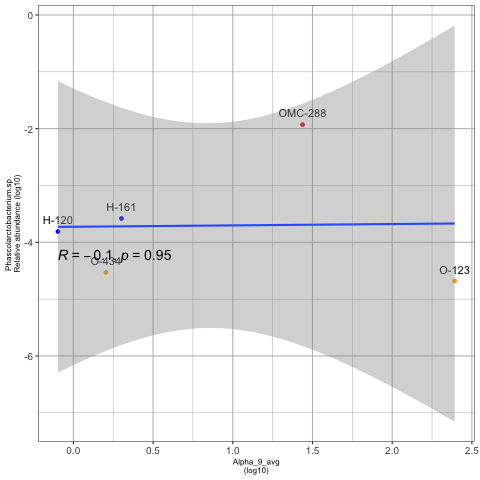 Phascolarctobacterium.sp.
Relative abundance (log10)
0
-2
-4
-6
OMC-288
H-161
H-120
R = −0.1, p = 0.95
O-434
O-123
0.0 0.5 1.0 1.5 2.0 2.5
Alpha_9_avg
(log10)